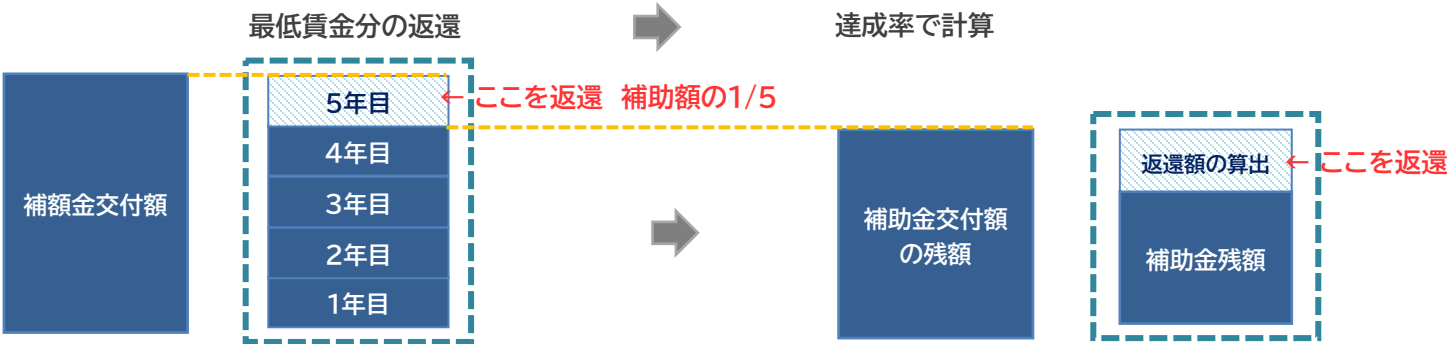 最低賃金分の返還
達成率で計算
補額金交付額
5年目
← ここを返還 補助額の1/5
4年目
3年目
2年目
1年目
補助金交付額
の残額
返還額の算出
← ここを返還
補助金残額